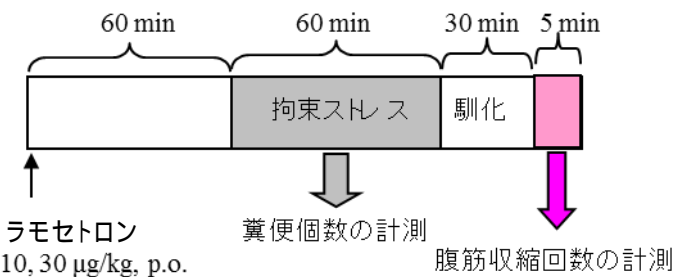 60 min 60 min 30 min 5 min
拘束ストレス 馴化
ラモセトロン 糞便個数の計測
10, 30 μg/kg, p.o. 腹筋収縮回数の計測